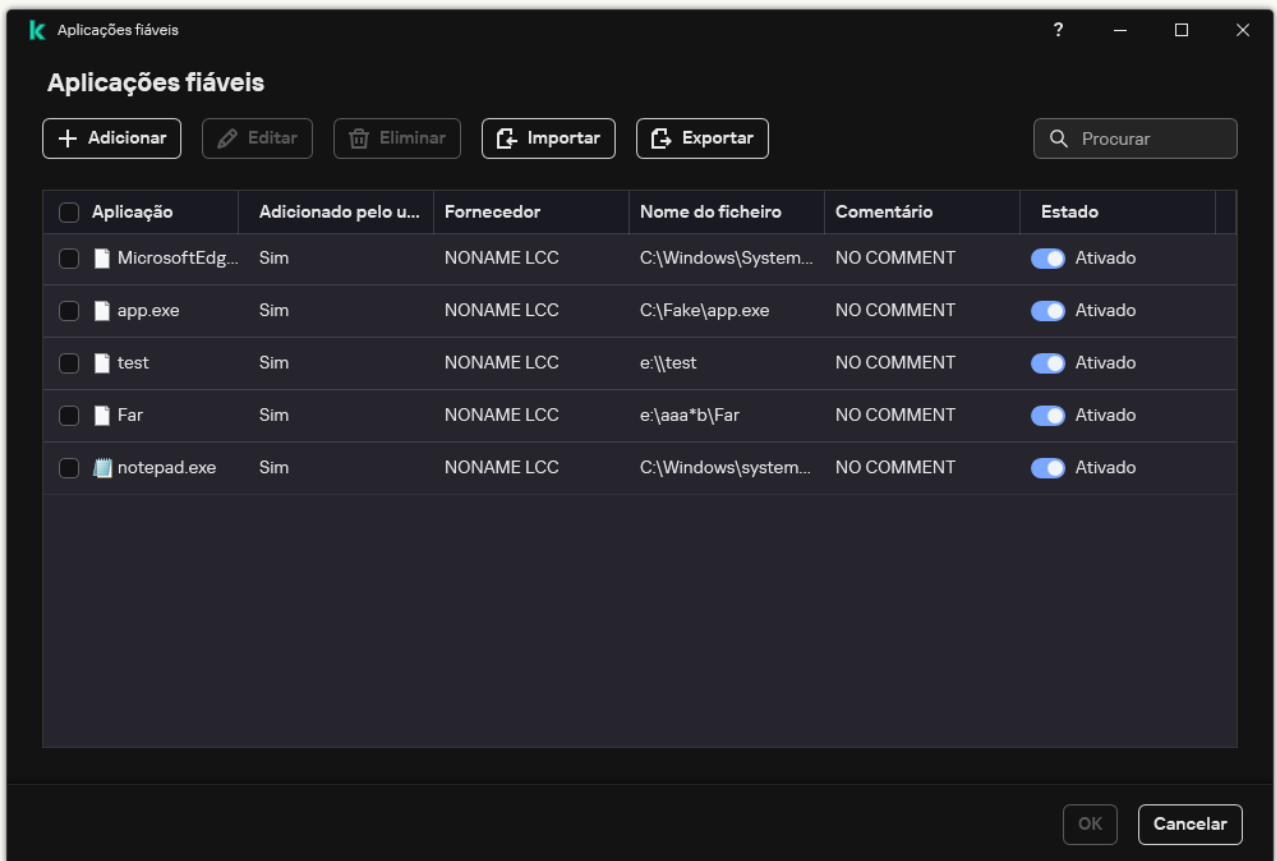 Aplicações fiáveis
?
Aplicações fiáveis
Adicionar Editar Eliminar Importar Exportar Procurar
Aplicação Adicionado pelo u... Fornecedor Nome do ficheiro Comentário Estado
MicrosoftEdg... Sim NONAME LCC C:\Windows\System... NO COMMENT Ativado
app.exe Sim NONAME LCC C:\Fake\app.exe NO COMMENT Ativado
test Sim NONAME LCC e:\\test NO COMMENT Ativado
Far Sim NONAME LCC e:\aaa*b\Far NO COMMENT Ativado
notepad.exe Sim NONAME LCC C:\Windows\system... NO COMMENT Ativado
OK Cancelar